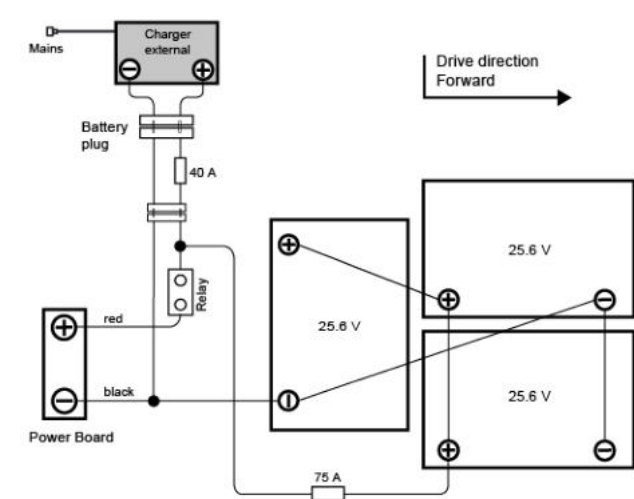 Charger
external
Mains
Drive direction
Forward
Battery
plug
40 A
25.6 V
Relay
red
25.6 V
25.6 V
black
Power Board
75 A